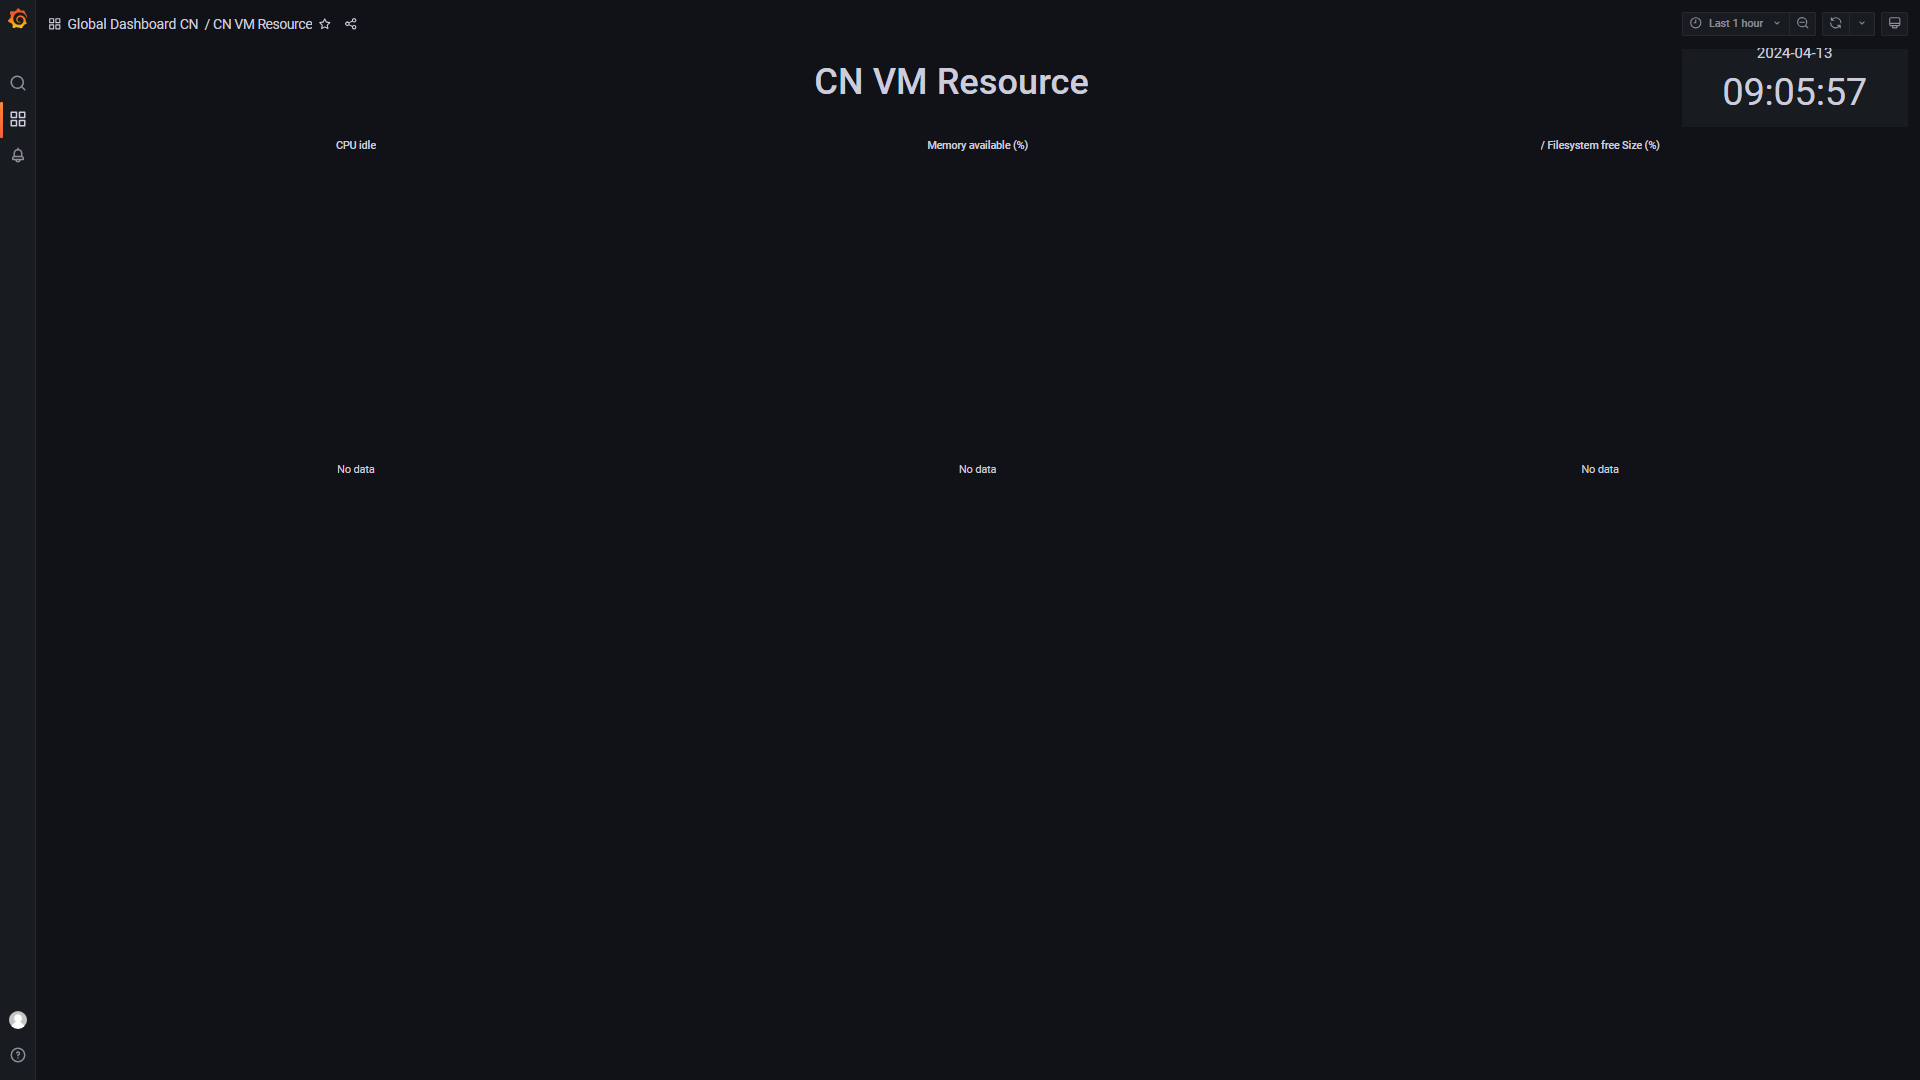 Global Dashboard CN / CN VM Resource
Last 1 hour
CN VM Resource
2024-04-13
09:05:57
CPU idle
Memory available (%)
/ Filesystem free Size (%)
No data
No data
No data